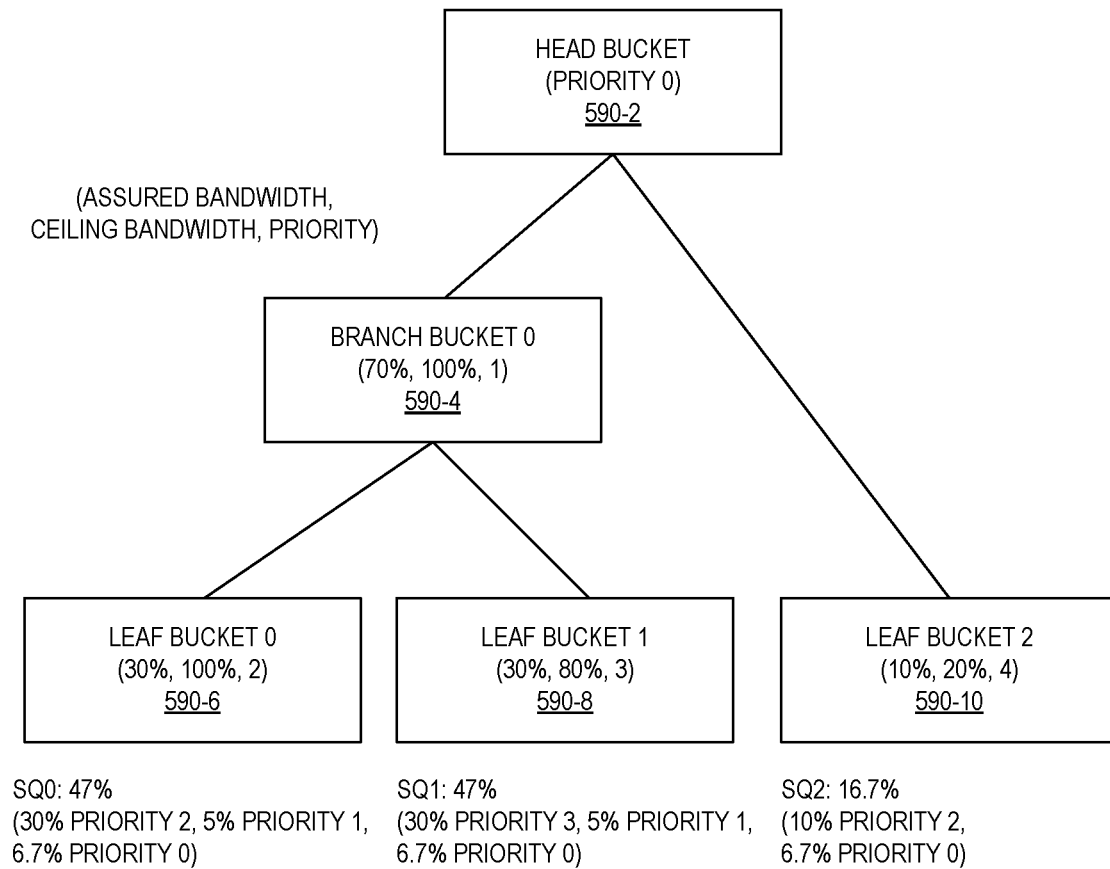 HEAD BUCKET
(PRIORITY 0)
590-2
(ASSURED BANDWIDTH,
CEILING BANDWIDTH, PRIORITY)
BRANCH BUCKET 0
(70%, 100%, 1)
590-4
LEAF BUCKET 0
(30%, 100%, 2)
590-6
LEAF BUCKET 1
(30%, 80%, 3)
590-8
LEAF BUCKET 2
(10%, 20%, 4)
590-10
SQ0: 47%
(30% PRIORITY 2, 5% PRIORITY 1,
6.7% PRIORITY 0)
SQ1: 47%
(30% PRIORITY 3, 5% PRIORITY 1,
6.7% PRIORITY 0)
SQ2: 16.7%
(10% PRIORITY 2,
6.7% PRIORITY 0)